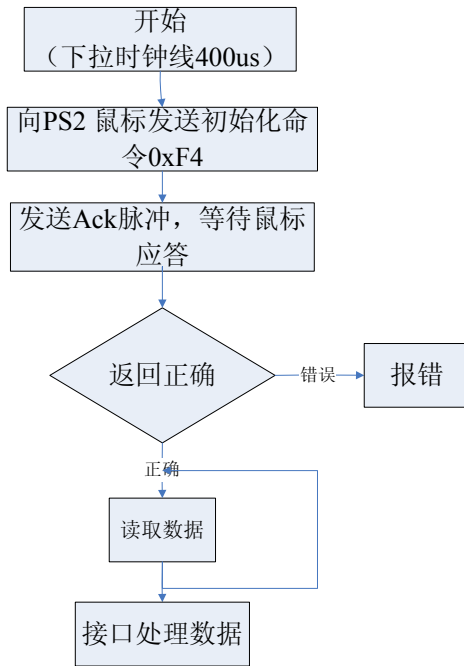 开始
（下拉时钟线400us）
向PS2 鼠标发送初始化命
令0xF4
发送Ack脉冲，等待鼠标
应答
返回正确
错误
报错
正确
读取数据
接口处理数据